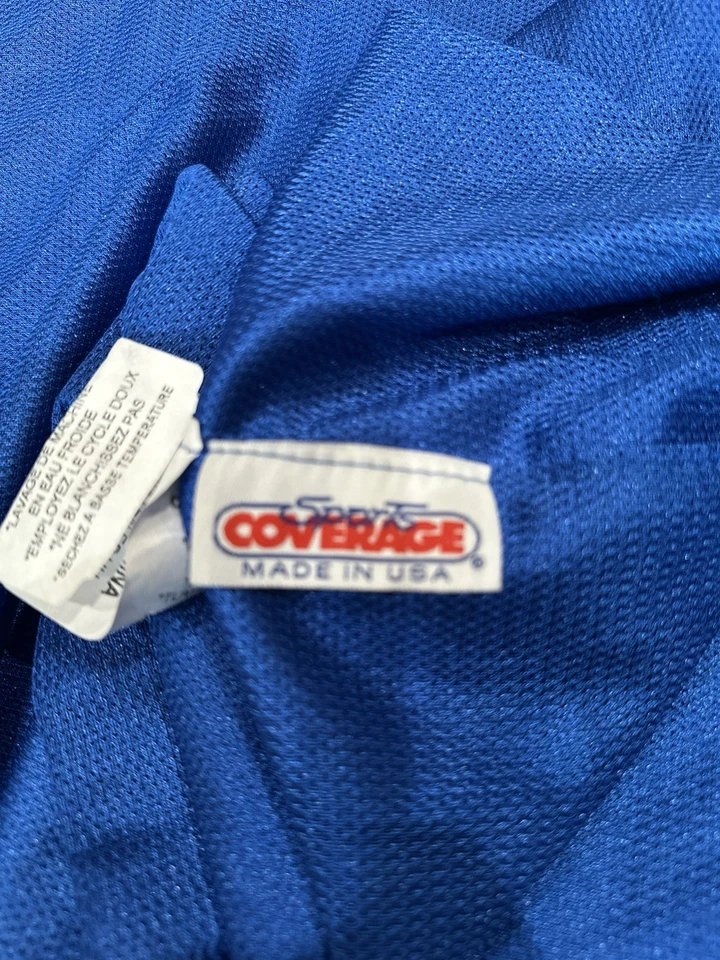 *LAVAGE DE MACHINE
EN EAU FROIDE
*EMPLOYEZ LE CYCLE DOUX
*NE BLANCHISSEZ PAS
*SECHEZ A BASSE TEMPERATURE
Sports
COVERAGE
MADE IN USA